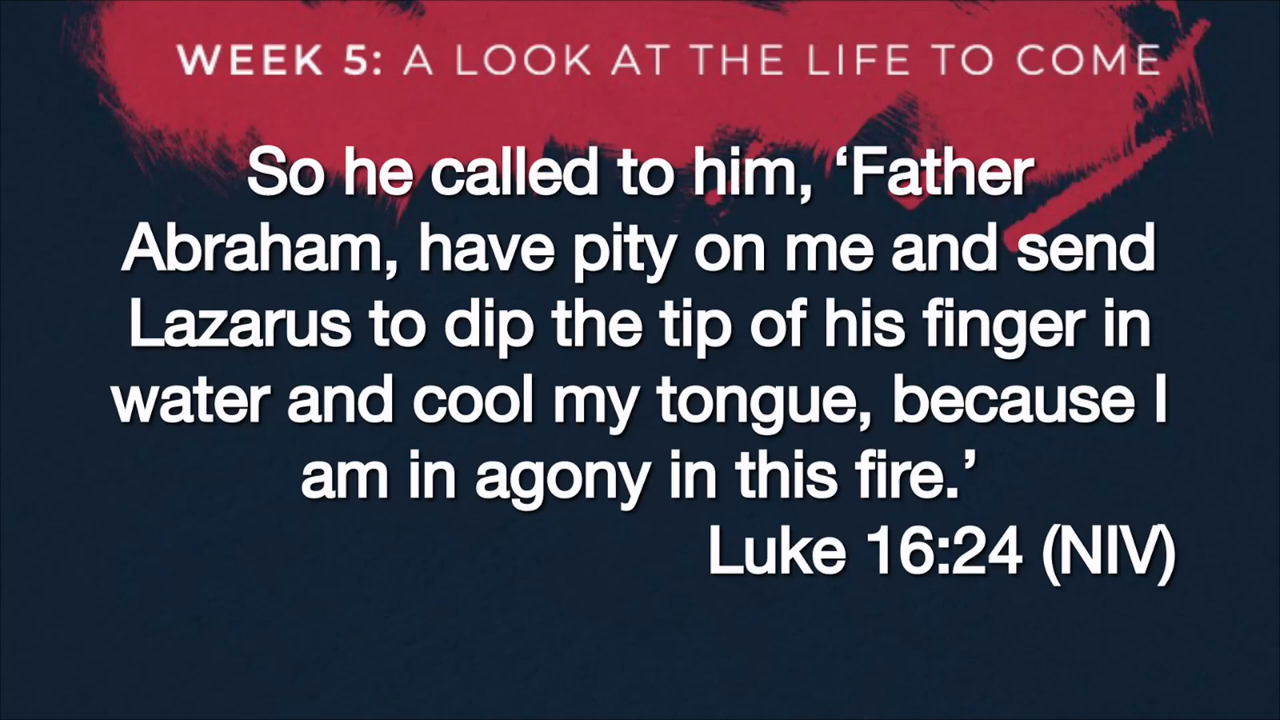 WEEK 5: A LOOK AT THE LIFE TO COME
So he called to him, ‘Father
Abraham, have pity on me and send
Lazarus to dip the tip of his finger in
water and cool my tongue, because I
am in agony in this fire.’
Luke 16:24 (NIV)